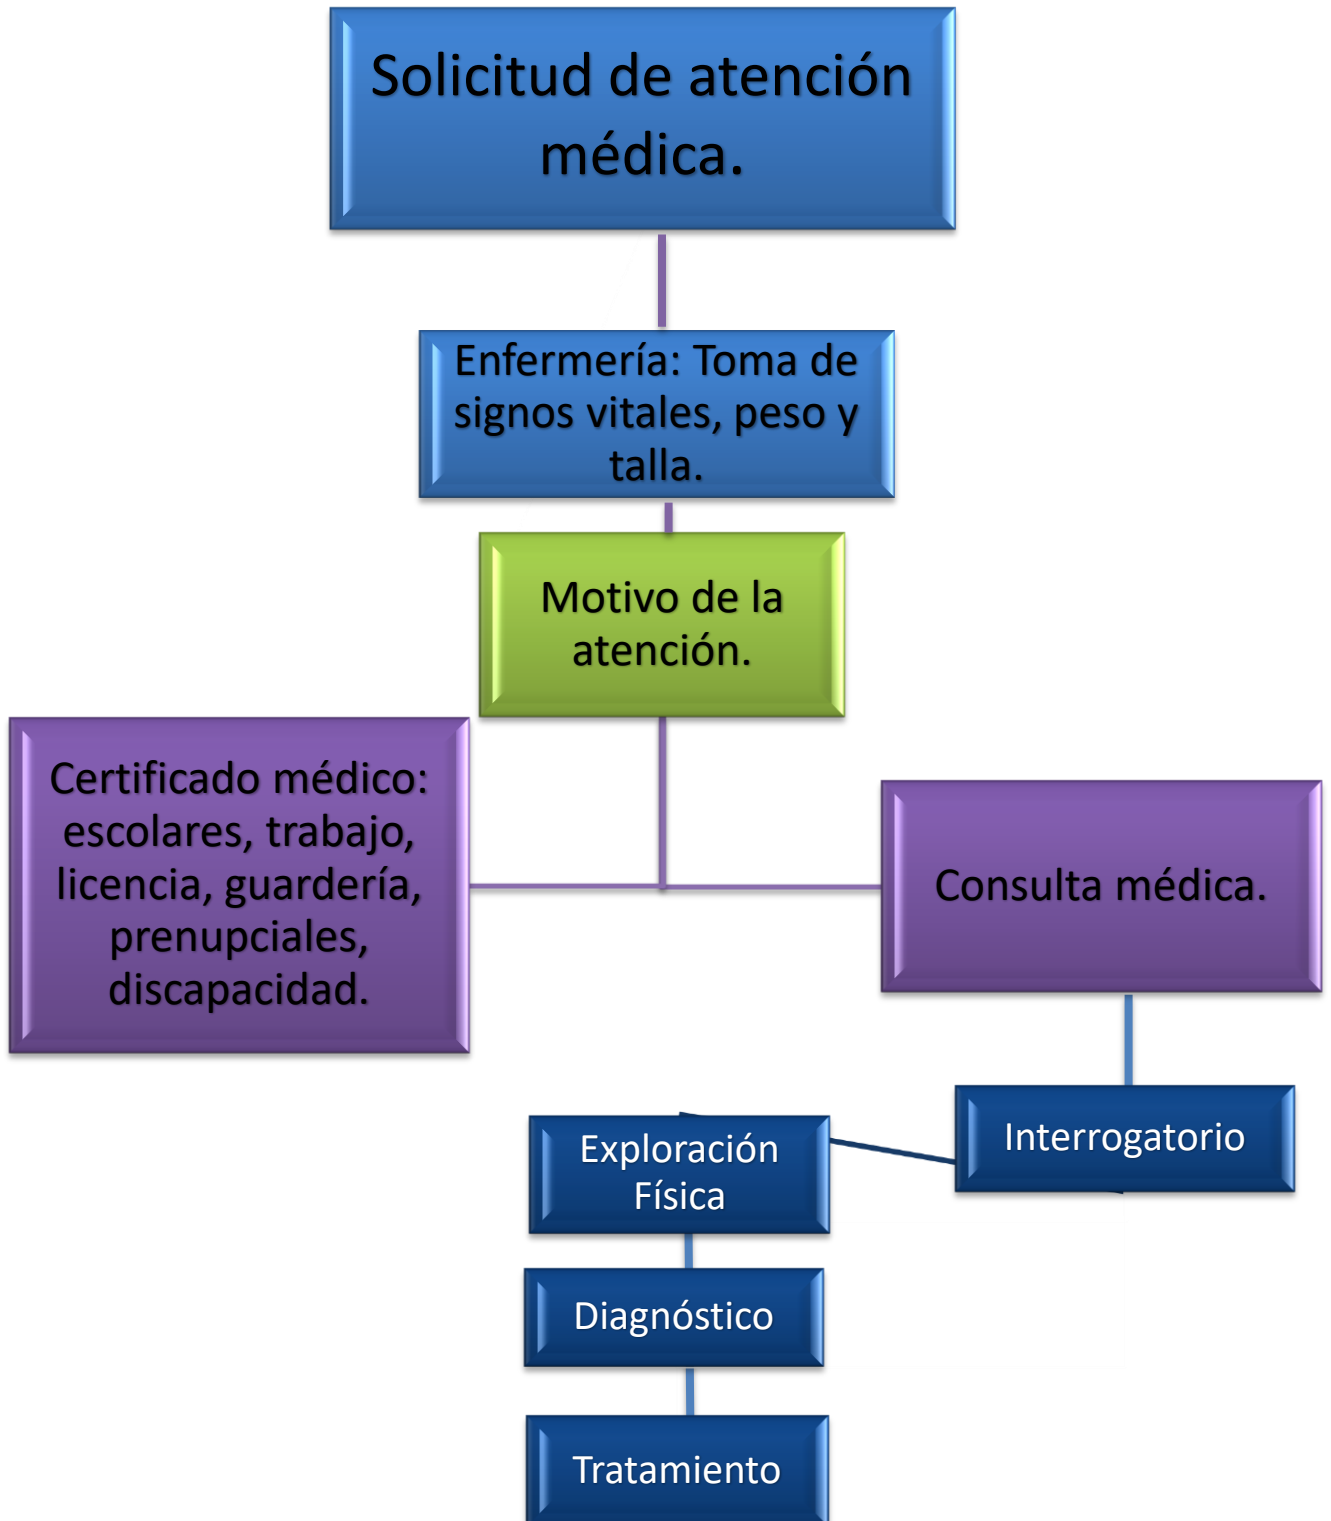 Solicitud de atención
médica.
Enfermería: Toma de
signos vitales, peso y
talla.
Motivo de la
atención.
Certificado médico:
escolares, trabajo,
licencia, guardería,
prenupciales,
discapacidad.
Consulta médica.
Interrogatorio
Exploración
Física
Diagnóstico
Tratamiento